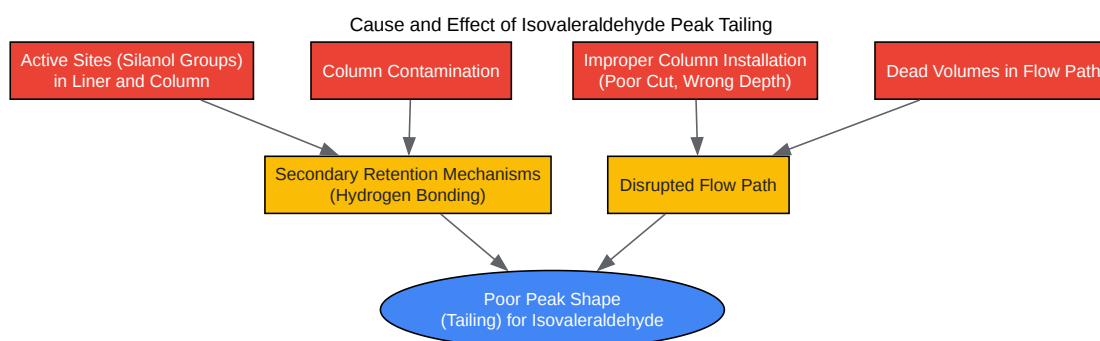 Cause and Effect of Isovaleraldehyde Peak Tailing
Active Sites (Silanol Groups)
in Liner and Column
Column Contamination
Improper Column Installation
(Poor Cut, Wrong Depth)
Dead Volumes in Flow Path
Secondary Retention Mechanisms
(Hydrogen Bonding)
Disrupted Flow Path
Poor Peak Shape
(Tailing) for Isovaleraldehyde